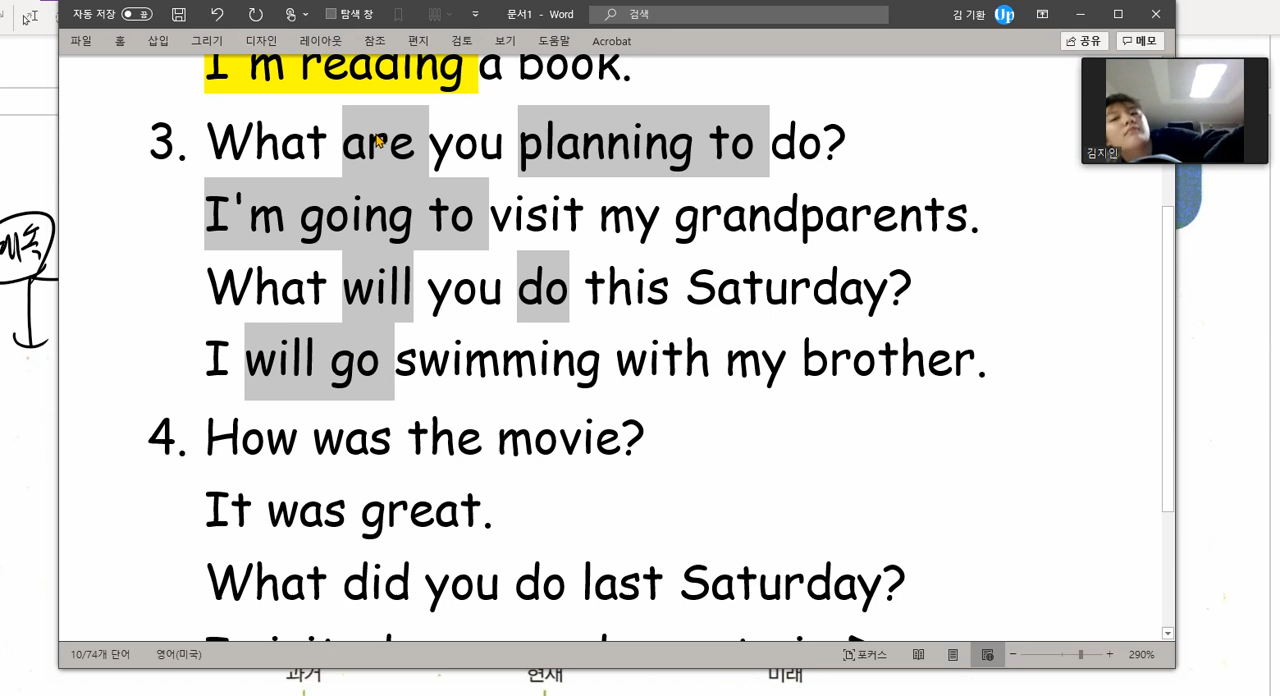 자동 저장 끔 탐색 창 문서1 - Word 검색 김 기환 Up
파일 홈 삽입 그리기 디자인 레이아웃 참조 편지 검토 보기 도움말 Acrobat 공유 메모
I'm reading a book.
3. What are you planning to do?
I'm going to visit my grandparents.
What will you do this Saturday?
I will go swimming with my brother.
4. How was the movie?
It was great.
What did you do last Saturday?
김지인
10/74개 단어 영어(미국) 포커스 290%
과거 현재 미래